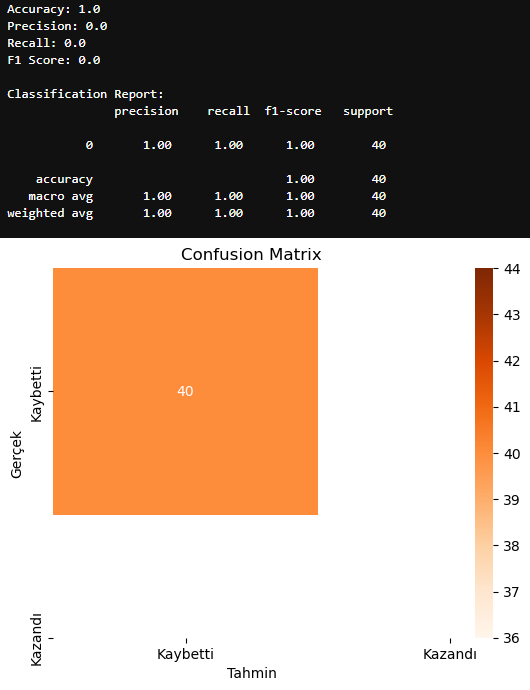 Accuracy: 1.0
Precision: 0.0
Recall: 0.0
F1 Score: 0.0
Classification Report:
precision recall f1-score support
0 1.00 1.00 1.00 40
accuracy 1.00 40
macro avg 1.00 1.00 1.00 40
weighted avg 1.00 1.00 1.00 40
Confusion Matrix
40
Gerçek
Kaybetti
Kazandı
Kaybetti Kazandı
Tahmin
44
43
42
41
40
39
38
37
36